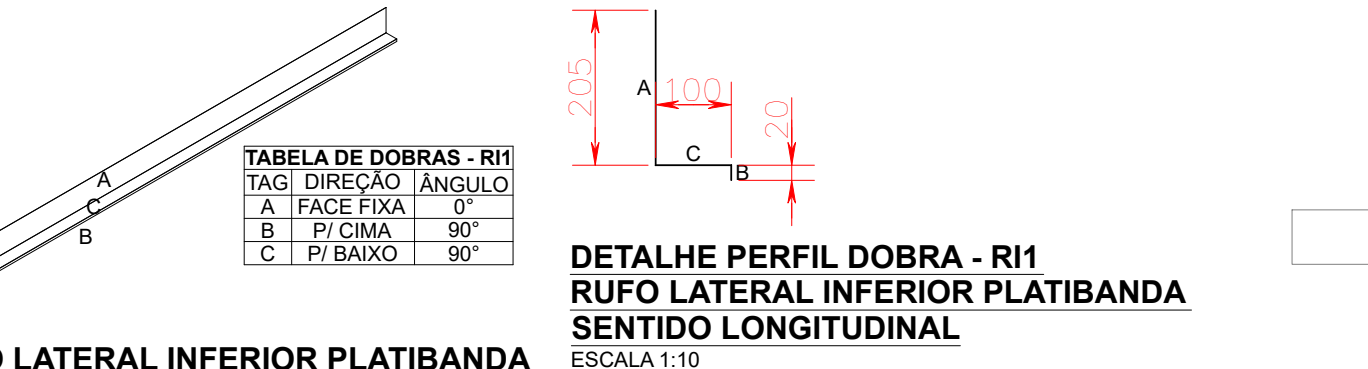 A
C
B
TABELA DE DOBRAS - RI1
TAG DIREÇÃO ÂNGULO
A FACE FIXA 0°
B P/ CIMA 90°
C P/ BAIXO 90°
LATERAL INFERIOR PLATIBANDA
205
A
100
20
C
B
DETALHE PERFIL DOBRA - RI1
RUFO LATERAL INFERIOR PLATIBANDA
SENTIDO LONGITUDINAL
ESCALA 1:10